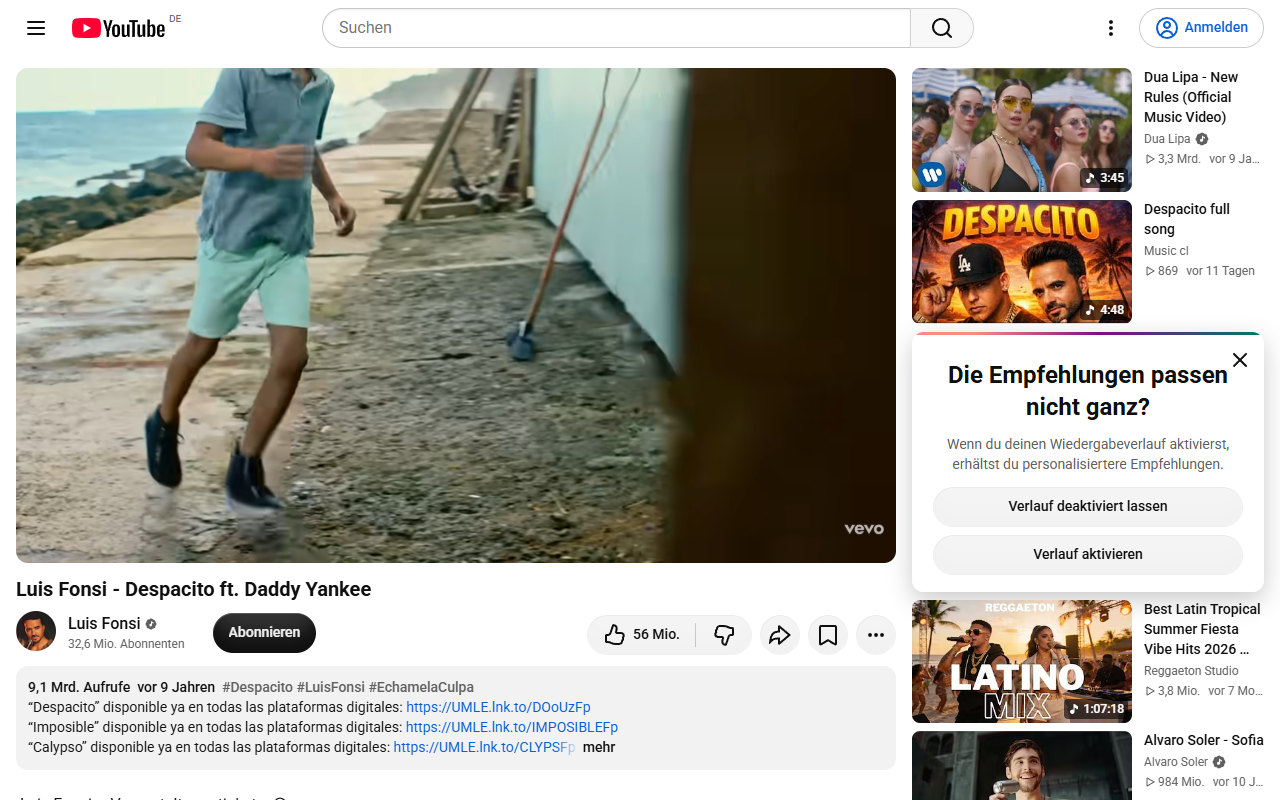 YouTube DE
Suchen
Anmelden
vevo
Luis Fonsi - Despacito ft. Daddy Yankee
Luis Fonsi
32,6 Mio. Abonnenten
Abonnieren
56 Mio.
9,1 Mrd. Aufrufe vor 9 Jahren #Despacito #LuisFonsi #EchamelaCulpa
“Despacito” disponible ya en todas las plataformas digitales: https://UMLE.lnk.to/DOoUzFp
“Imposible” disponible ya en todas las plataformas digitales: https://UMLE.lnk.to/IMPOSIBLEFp
“Calypso” disponible ya en todas las plataformas digitales: https://UMLE.lnk.to/CLYPSFp mehr
3:45
Dua Lipa - New
Rules (Official
Music Video)
Dua Lipa
3,3 Mrd. vor 9 Ja...
DESPACITO
LA
4:48
Despacito full
song
Music cl
869 vor 11 Tagen
Die Empfehlungen passen
nicht ganz?
Wenn du deinen Wiedergabeverlauf aktivierst,
erhältst du personalisiertere Empfehlungen.
Verlauf deaktiviert lassen
Verlauf aktivieren
REGGAETON
LATINO
MIX
1:07:18
Best Latin Tropical
Summer Fiesta
Vibe Hits 2026 ...
Reggaeton Studio
3,8 Mio. vor 7 Mo...
Alvaro Soler - Sofia
Alvaro Soler
984 Mio. vor 10 J...